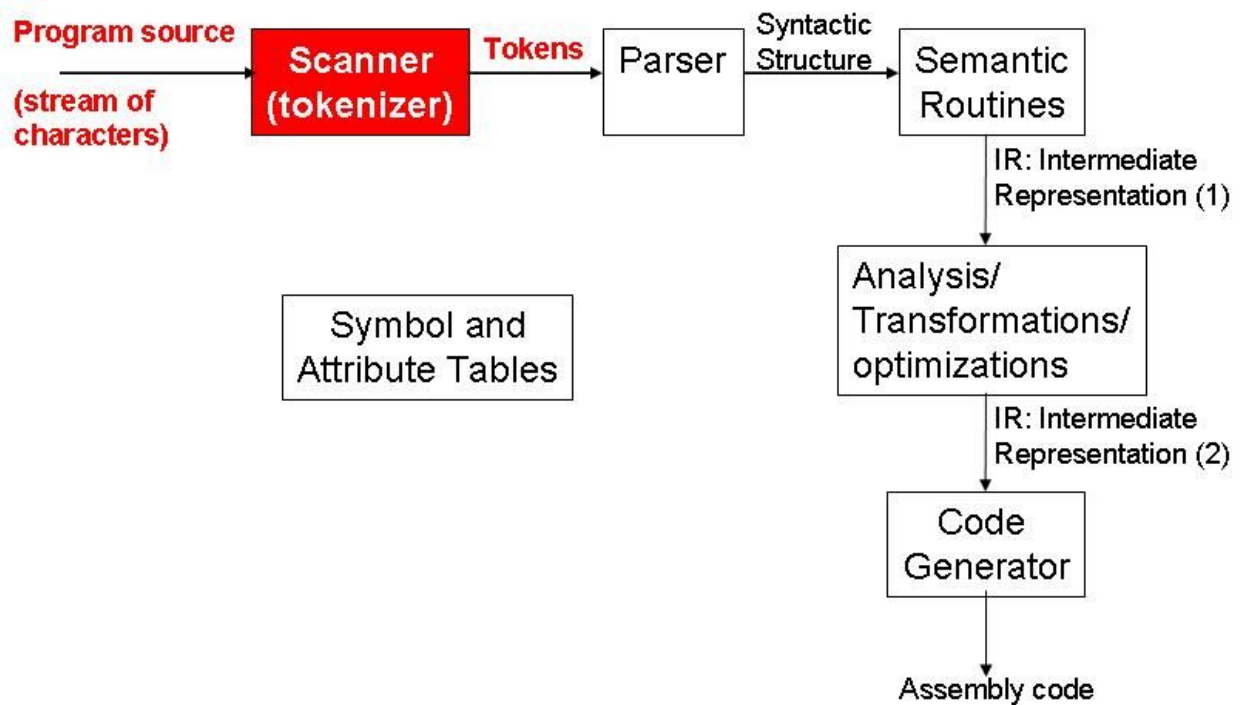 Program source
(stream of
characters)
Scanner
(tokenizer)
Tokens
Parser
Syntactic
Structure
Semantic
Routines
IR: Intermediate
Representation (1)
Analysis/
Transformations/
optimizations
Symbol and
Attribute Tables
IR: Intermediate
Representation (2)
Code
Generator
Assembly code